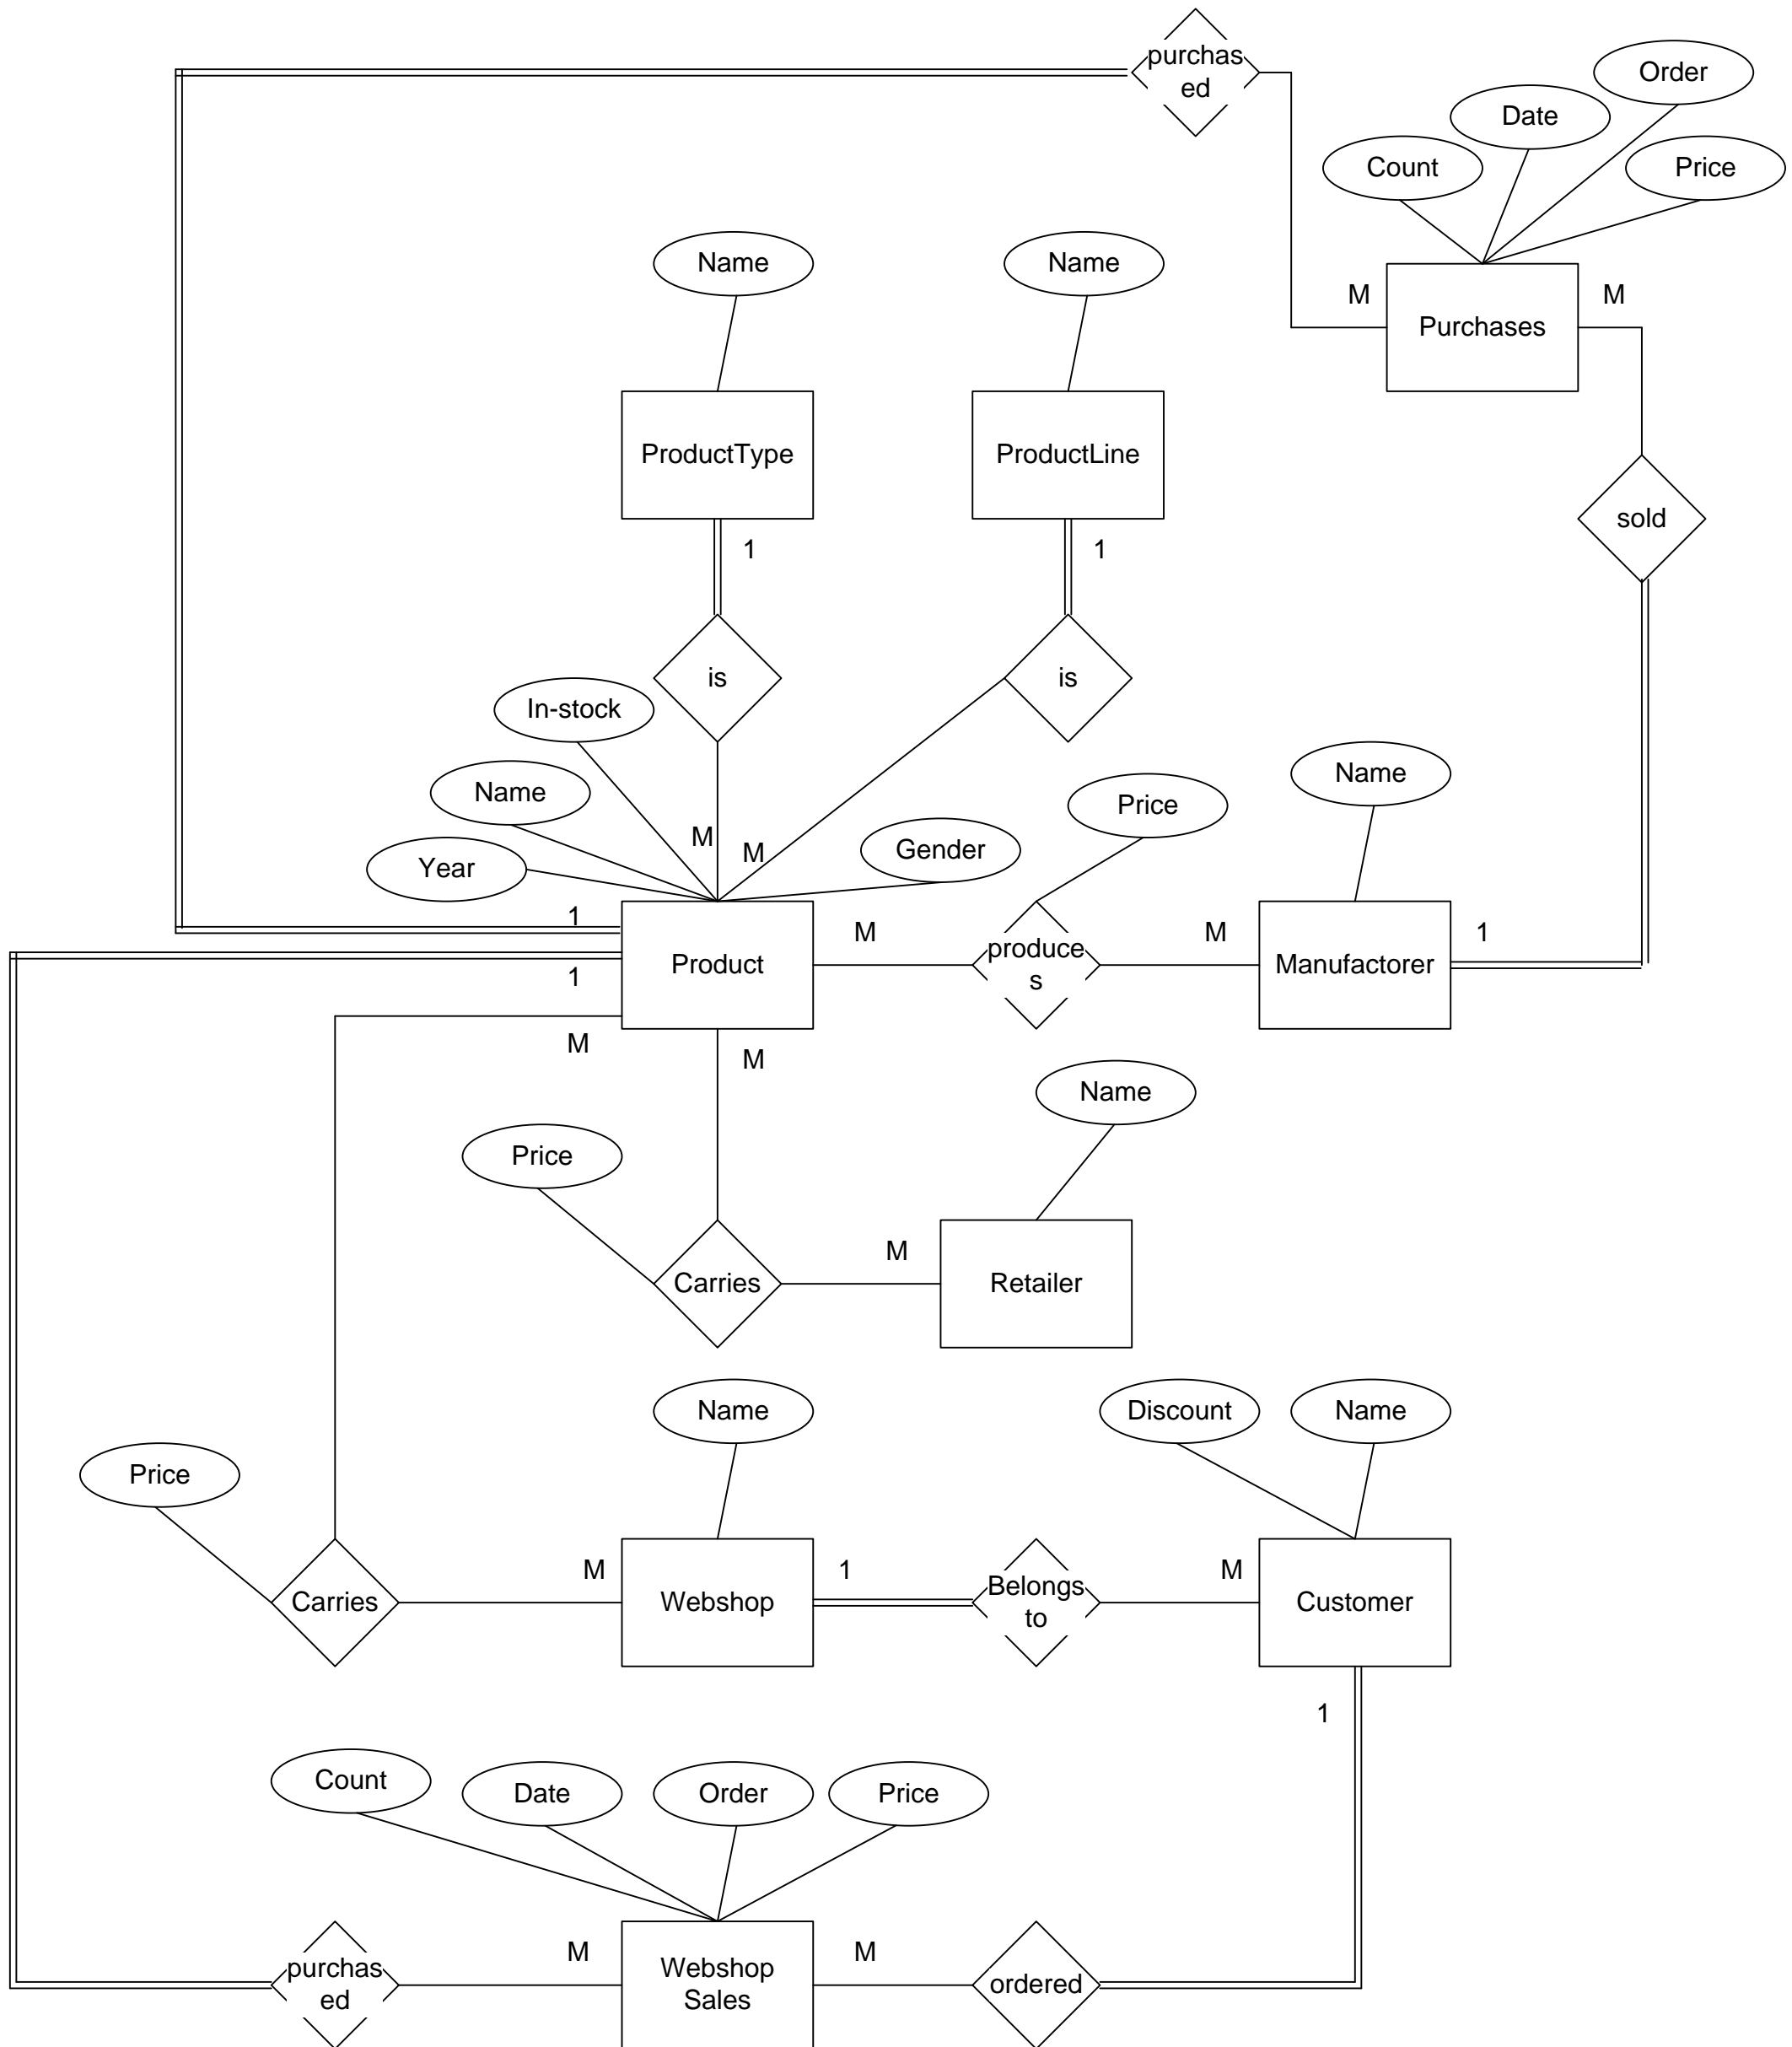 purchas
ed
Order
Date
Count
Price
Name
Name
M
M
Purchases
ProductType
ProductLine
sold
1
1
is
is
In-stock
Name
Name
Price
M
M
Gender
Year
1
M
M
1
Product
produce
s
Manufactorer
1
M
M
Name
Price
M
Carries
Retailer
Name
Discount
Name
Price
M
1
Belongs
to
M
Carries
Webshop
Customer
1
Count
Date
Order
Price
M
M
purchas
ed
Webshop
Sales
ordered